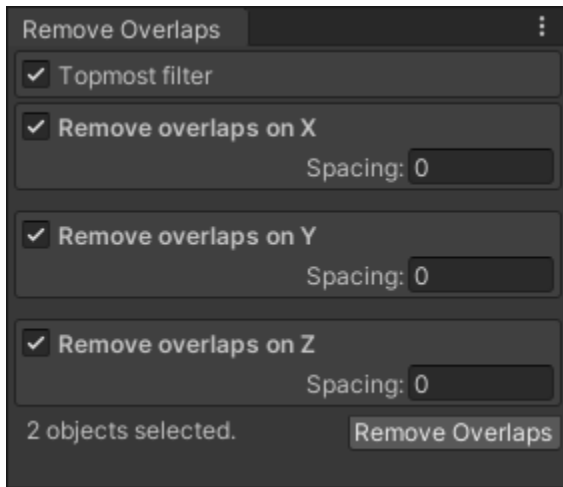 Remove Overlaps
Topmost filter
Remove overlaps on X
Spacing: 0
Remove overlaps on Y
Spacing: 0
Remove overlaps on Z
Spacing: 0
2 objects selected. Remove Overlaps